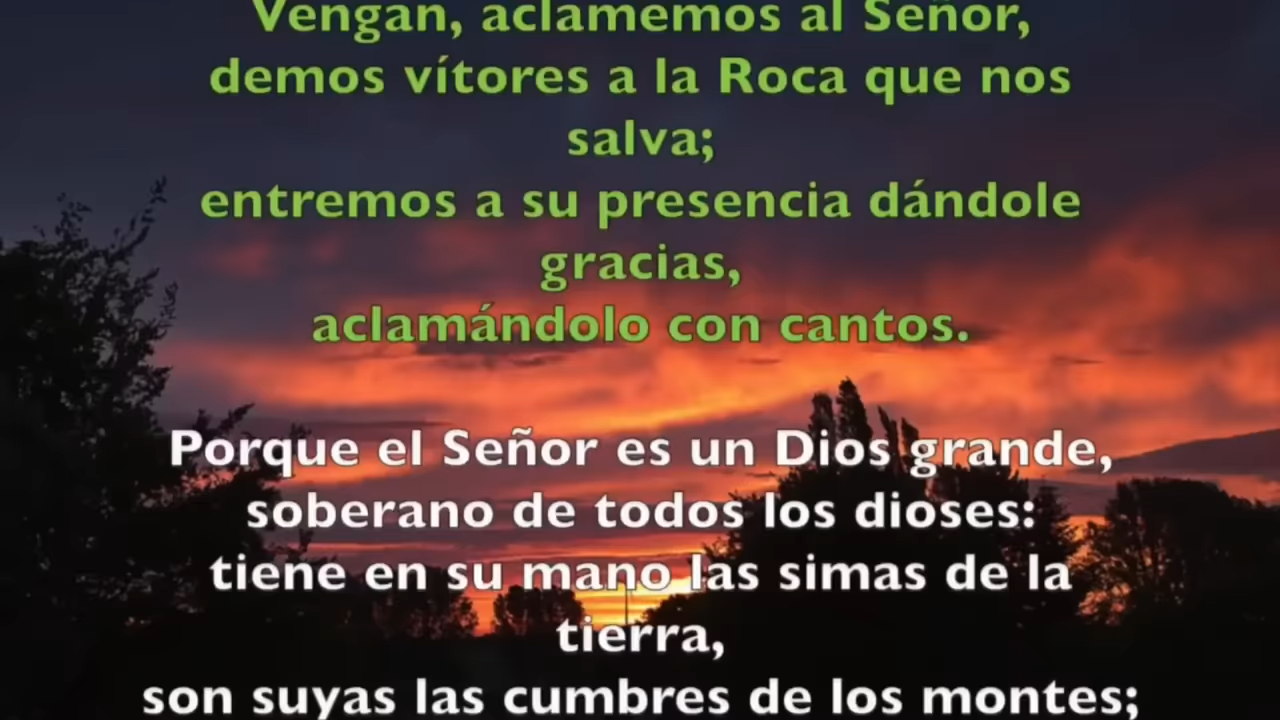 Vengan, aclamemos al Señor,
demos vítores a la Roca que nos
salva;
entremos a su presencia dándole
gracias,
aclamándolo con cantos.
Porque el Señor es un Dios grande,
soberano de todos los dioses:
tiene en su mano las simas de la
tierra,
son suyas las cumbres de los montes;